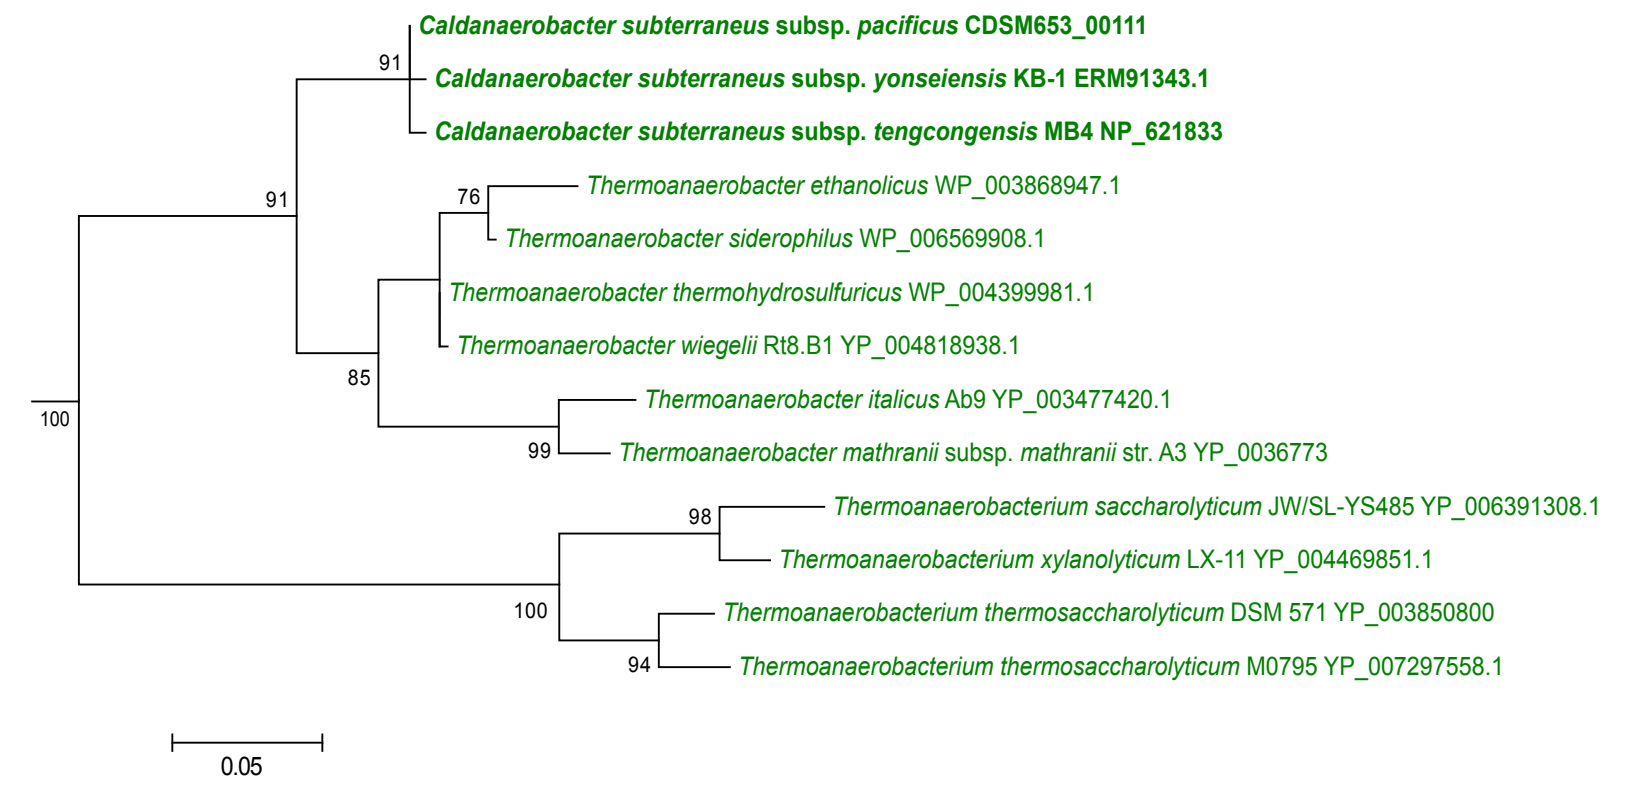 Caldanaerobacter subterraneus subsp. pacificus CDSM653_00111
91
Caldanaerobacter subterraneus subsp. yonseiensis KB-1 ERM91343.1
Caldanaerobacter subterraneus subsp. tengcongensis MB4 NP_621833
Thermoanaerobacter ethanolicus WP_003868947.1
76
91
Thermoanaerobacter siderophilus WP_006569908.1
Thermoanaerobacter thermohydrosulfuricus WP_004399981.1
Thermoanaerobacter wiegelii Rt8.B1 YP_004818938.1
85
Thermoanaerobacter italicus Ab9 YP_003477420.1
100
99
Thermoanaerobacter mathranii subsp. mathranii str. A3 YP_0036773
Thermoanaerobacterium saccharolyticum JW/SL-YS485 YP_006391308.1
98
Thermoanaerobacterium xylanolyticum LX-11 YP_004469851.1
100
Thermoanaerobacterium thermosaccharolyticum DSM 571 YP_003850800
94
Thermoanaerobacterium thermosaccharolyticum M0795 YP_007297558.1
0.05